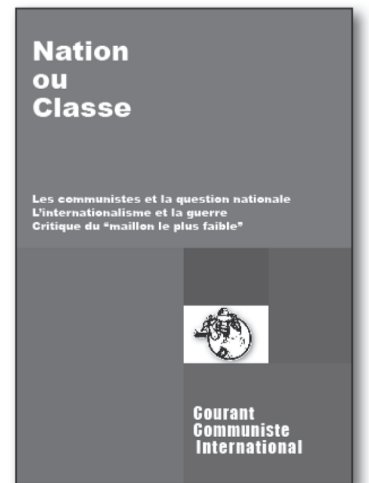 Nation
ou
Classe
Les communistes et la question nationale
L'internationalisme et la guerre
Critique du "maillon le plus faible"
Courant
Communiste
International